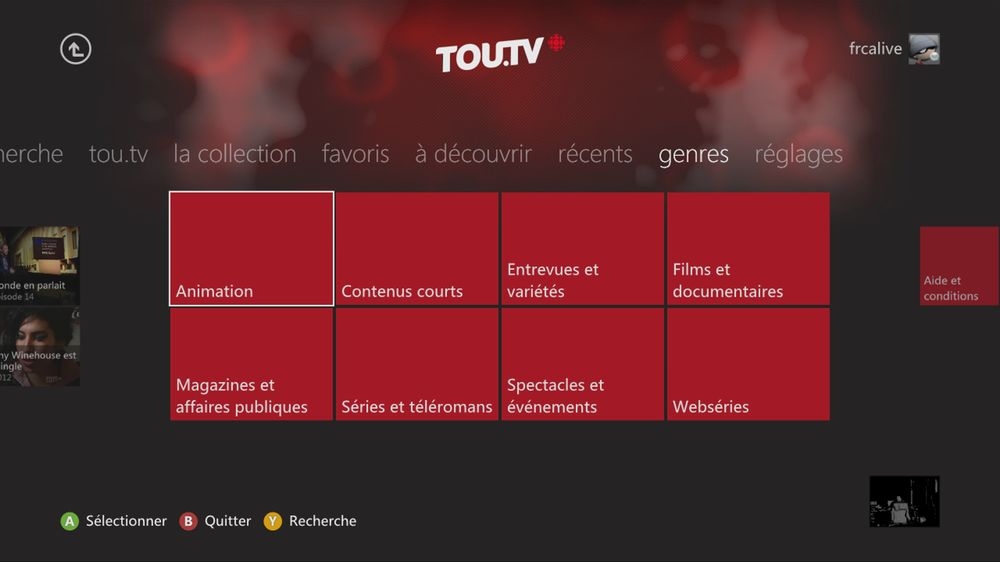 TOU.TV
frcalive
herche tou.tv la collection favoris à découvrir récents genres réglages
onde en parlait
isode 14
ny Winehouse est
ingle
012
Animation
Contenus courts
Entrevues et
variétés
Films et
documentaires
Magazines et
affaires publiques
Séries et téléromans
Spectacles et
événements
Webséries
Aide et
conditions
A Sélectionner B Quitter Y Recherche